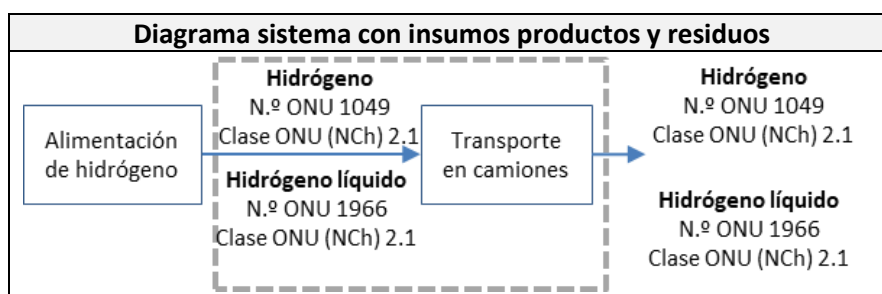 Diagrama sistema con insumos productos y residuos
Alimentación
de hidrógeno
Hidrógeno
N.º ONU 1049
Clase ONU (NCh) 2.1
Hidrógeno líquido
N.º ONU 1966
Clase ONU (NCh) 2.1
Transporte
en camiones
Hidrógeno
N.º ONU 1049
Clase ONU (NCh) 2.1
Hidrógeno líquido
N.º ONU 1966
Clase ONU (NCh) 2.1